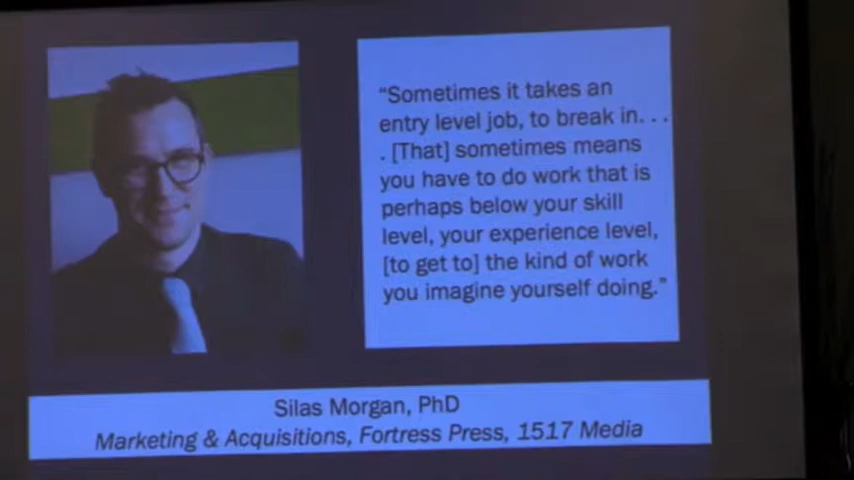 “Sometimes it takes an
entry level job, to break in. . .
. [That] sometimes means
you have to do work that is
perhaps below your skill
level, your experience level,
[to get to] the kind of work
you imagine yourself doing.”
Silas Morgan, PhD
Marketing & Acquisitions, Fortress Press, 1517 Media